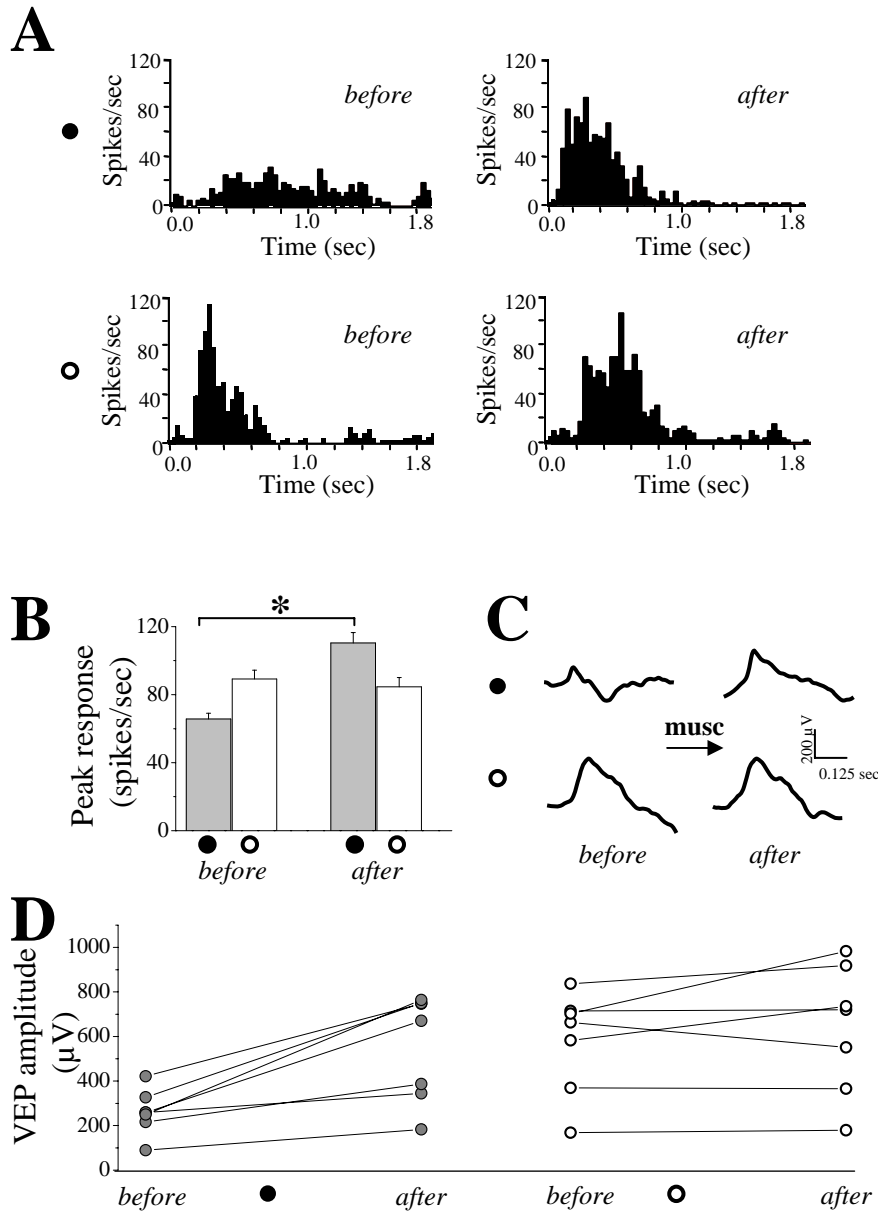 A
120
80
40
0
Spikes/sec
before
0.0 1.0 1.8
Time (sec)
120
80
40
0
Spikes/sec
after
0.0 1.0 1.8
Time (sec)
120
80
40
0
Spikes/sec
before
0.0 1.0 1.8
Time (sec)
120
80
40
0
Spikes/sec
after
0.0 1.0 1.8
Time (sec)
B
120
80
40
0
Peak response
(spikes/sec)
*
before after
C
musc
200 μV
0.125 sec
before after
D
1000
800
600
400
200
0
VEP amplitude
(μV)
before after before after